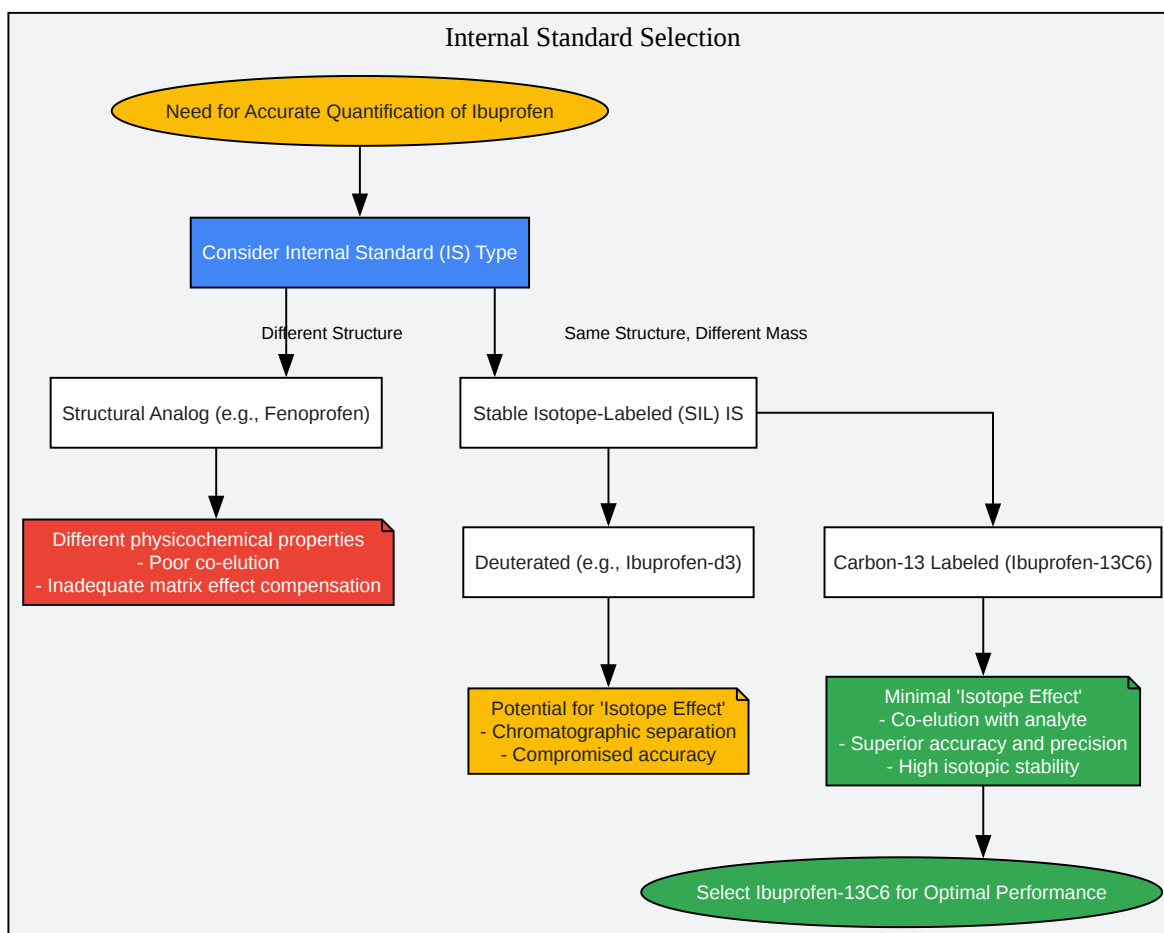 Internal Standard Selection
Need for Accurate Quantification of Ibuprofen
Consider Internal Standard (IS) Type
Different Structure
Same Structure, Different Mass
Structural Analog (e.g., Fenoprofen)
Stable Isotope-Labeled (SIL) IS
Different physicochemical properties
- Poor co-elution
- Inadequate matrix effect compensation
Deuterated (e.g., Ibuprofen-d3)
Carbon-13 Labeled (Ibuprofen-13C6)
Potential for 'Isotope Effect'
- Chromatographic separation
- Compromised accuracy
Minimal 'Isotope Effect'
- Co-elution with analyte
- Superior accuracy and precision
- High isotopic stability
Select Ibuprofen-13C6 for Optimal Performance